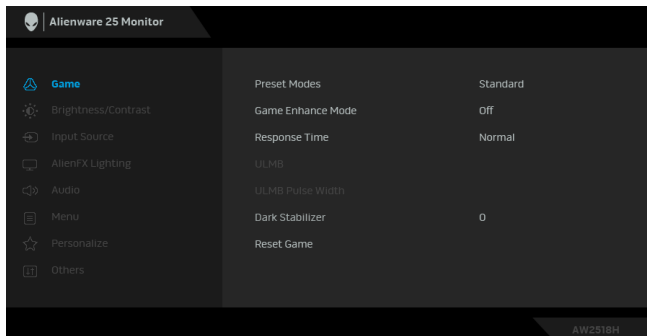 Alienware 25 Monitor
Game
Preset Modes Standard
Brightness/Contrast
Game Enhance Mode Off
Input Source
Response Time Normal
AlienFX Lighting
ULMB
Audio
ULMB Pulse Width
Menu
Dark Stabilizer 0
Personalize
Reset Game
Others
AW2518H